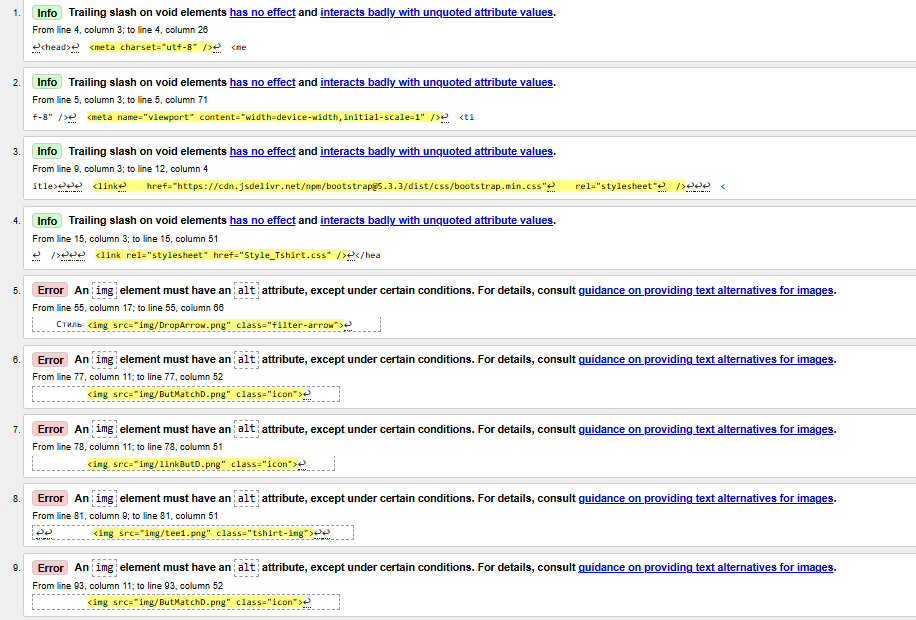 1. Info Trailing slash on void elements has no effect and interacts badly with unquoted attribute values.
From line 4, column 3; to line 4, column 26
↩<head>↩  <meta charset="utf-8" />↩  <me
2. Info Trailing slash on void elements has no effect and interacts badly with unquoted attribute values.
From line 5, column 3; to line 5, column 71
f-8" />↩  <meta name="viewport" content="width=device-width,initial-scale=1" />↩  <ti
3. Info Trailing slash on void elements has no effect and interacts badly with unquoted attribute values.
From line 9, column 3; to line 12, column 4
itle>↩↩↩  <link↩    href="https://cdn.jsdelivr.net/npm/bootstrap@5.3.3/dist/css/bootstrap.min.css"↩    rel="stylesheet"↩  />↩↩↩  <
4. Info Trailing slash on void elements has no effect and interacts badly with unquoted attribute values.
From line 15, column 3; to line 15, column 51
↩  />↩↩↩  <link rel="stylesheet" href="Style_Tshirt.css" />↩</hea
5. Error An img element must have an alt attribute, except under certain conditions. For details, consult guidance on providing text alternatives for images.
From line 55, column 17; to line 55, column 66
Стиль <img src="img/DropArrow.png" class="filter-arrow">↩
6. Error An img element must have an alt attribute, except under certain conditions. For details, consult guidance on providing text alternatives for images.
From line 77, column 11; to line 77, column 52
<img src="img/ButMatchD.png" class="icon">↩
7. Error An img element must have an alt attribute, except under certain conditions. For details, consult guidance on providing text alternatives for images.
From line 78, column 11; to line 78, column 51
<img src="img/linkButD.png" class="icon">↩
8. Error An img element must have an alt attribute, except under certain conditions. For details, consult guidance on providing text alternatives for images.
From line 81, column 9; to line 81, column 51
↩↩        <img src="img/tee1.png" class="tshirt-img">↩↩
9. Error An img element must have an alt attribute, except under certain conditions. For details, consult guidance on providing text alternatives for images.
From line 93, column 11; to line 93, column 52
<img src="img/ButMatchD.png" class="icon">↩